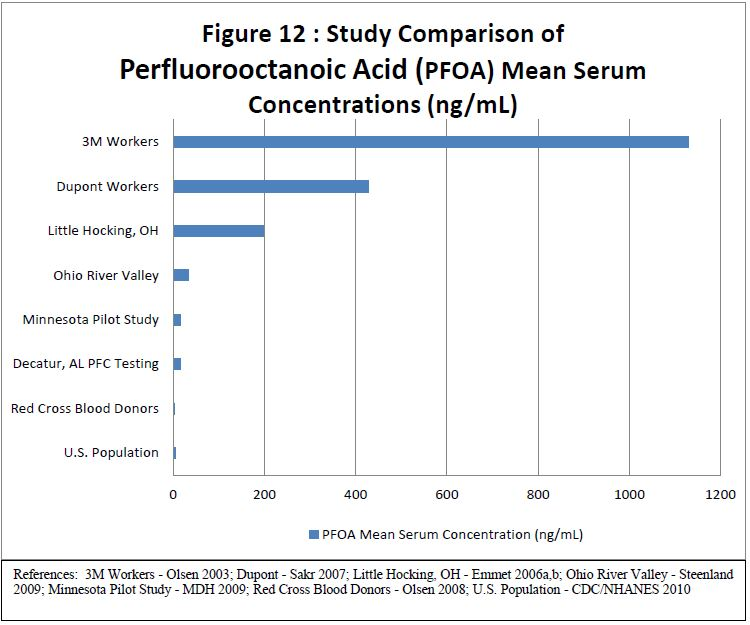 Figure 12 : Study Comparison of
Perfluorooctanoic Acid (PFOA) Mean Serum
Concentrations (ng/mL)
3M Workers
Dupont Workers
Little Hocking, OH
Ohio River Valley
Minnesota Pilot Study
Decatur, AL PFC Testing
Red Cross Blood Donors
U.S. Population
0 200 400 600 800 1000 1200
PFOA Mean Serum Concentration (ng/mL)
References: 3M Workers - Olsen 2003; Dupont - Sakr 2007; Little Hocking, OH - Emmet 2006a,b; Ohio River Valley - Steenland
2009; Minnesota Pilot Study - MDH 2009; Red Cross Blood Donors - Olsen 2008; U.S. Population - CDC/NHANES 2010